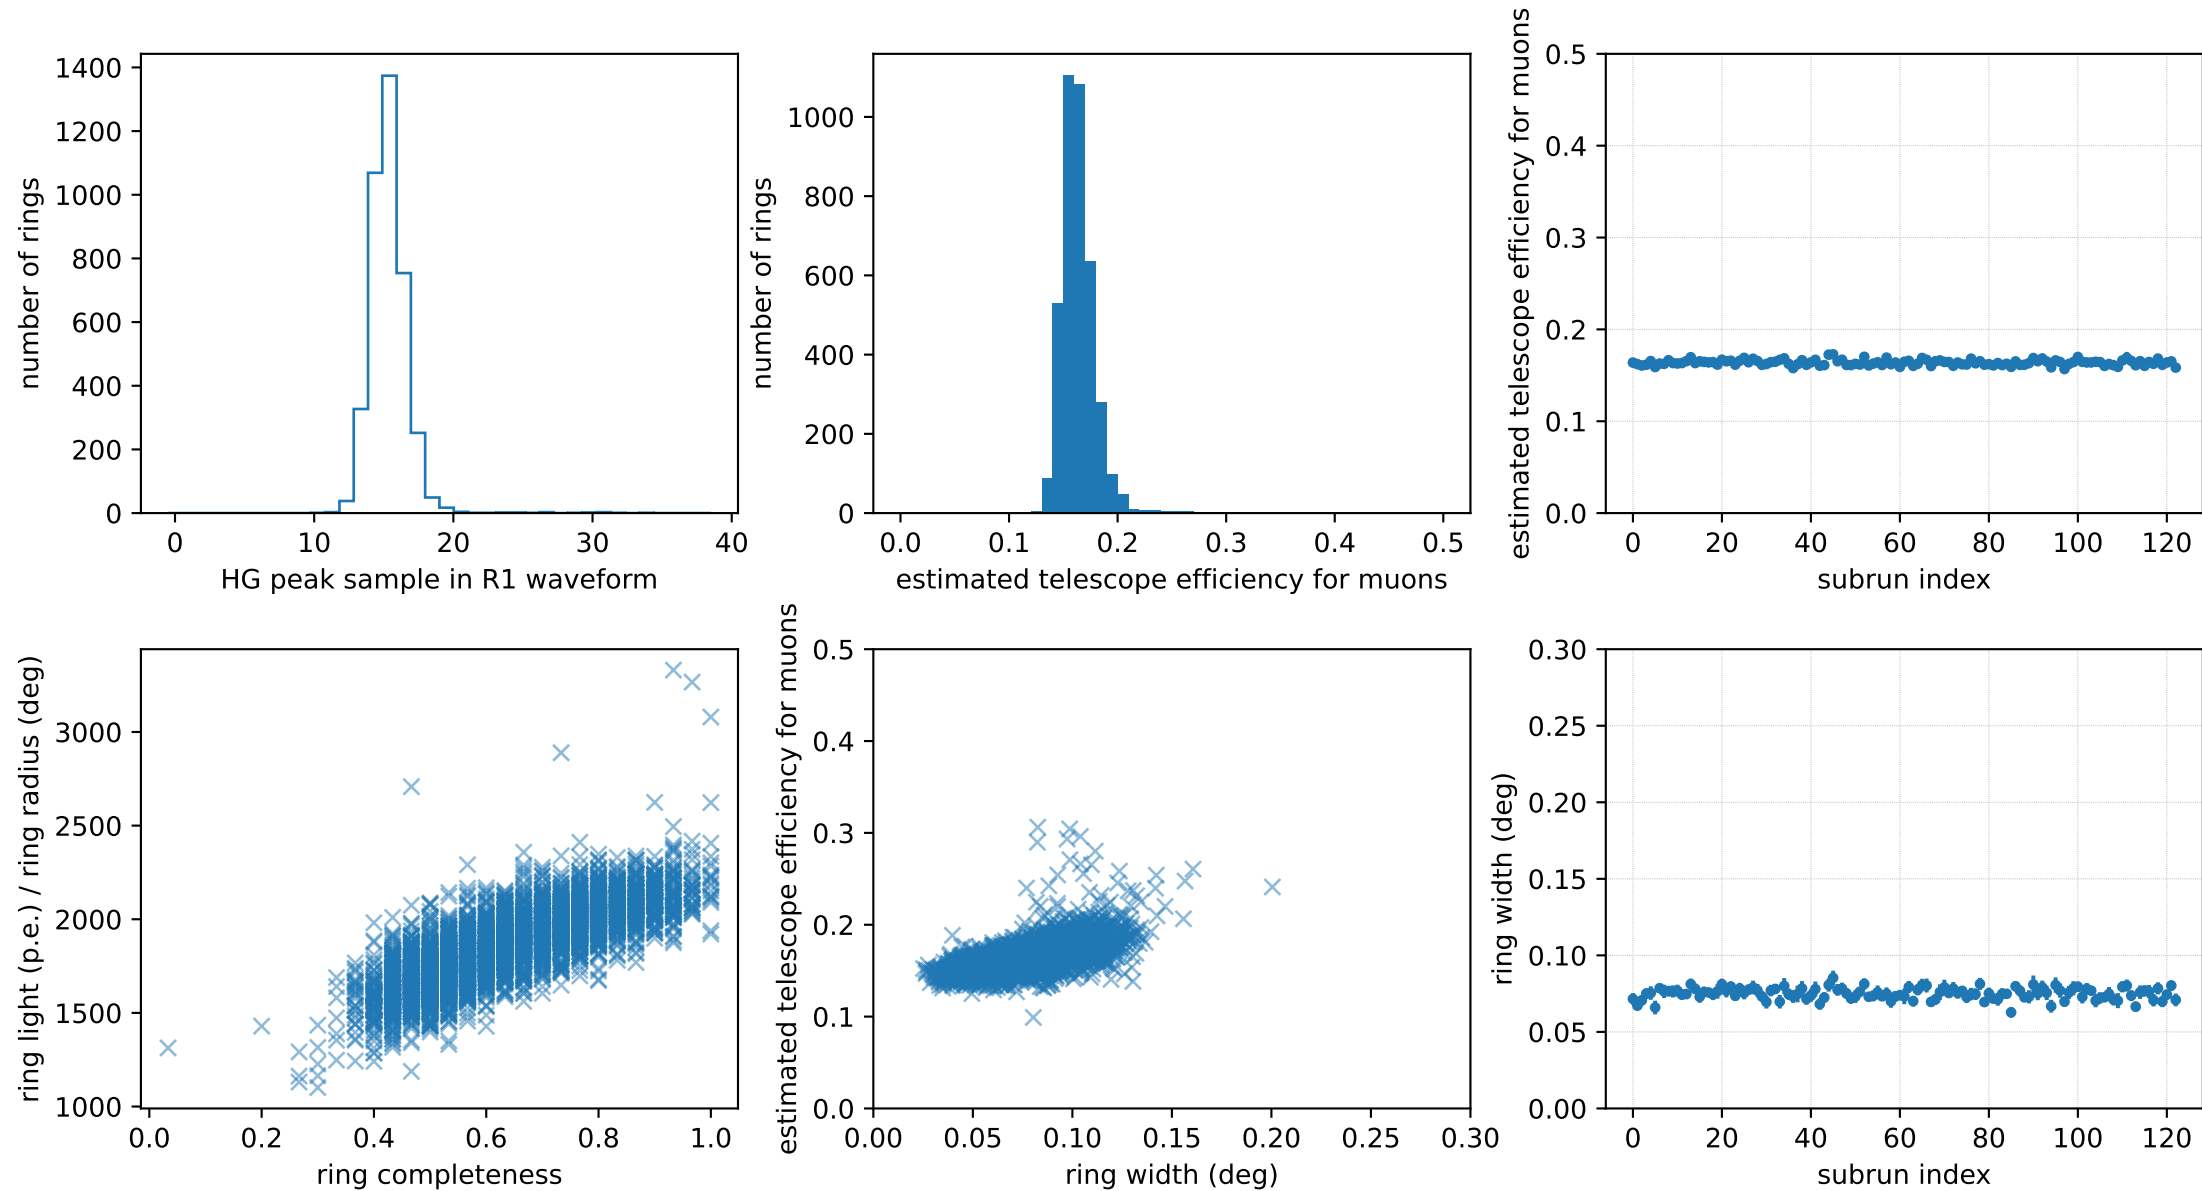 number of rings
1400
1200
1000
800
600
400
200
0
0 10 20 30 40
HG peak sample in R1 waveform
number of rings
1000
800
600
400
200
0
0.0 0.1 0.2 0.3 0.4 0.5
estimated telescope efficiency for muons
estimated telescope efficiency for muons
0.5
0.4
0.3
0.2
0.1
0.0
0 20 40 60 80 100 120
subrun index
ring light (p.e.) / ring radius (deg)
3000
2500
2000
1500
1000
0.0 0.2 0.4 0.6 0.8 1.0
ring completeness
estimated telescope efficiency for muons
0.5
0.4
0.3
0.2
0.1
0.0
0.00 0.05 0.10 0.15 0.20 0.25 0.30
ring width (deg)
ring width (deg)
0.30
0.25
0.20
0.15
0.10
0.05
0.00
0 20 40 60 80 100 120
subrun index